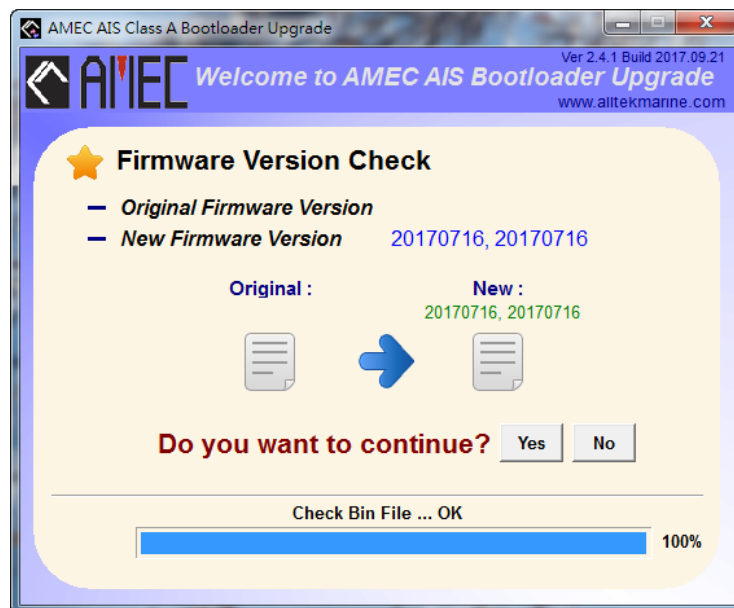 AMEC AIS Class A Bootloader Upgrade
Ver 2.4.1 Build 2017.09.21
AMEC Welcome to AMEC AIS Bootloader Upgrade
www.alltekmarine.com
Firmware Version Check
Original Firmware Version
New Firmware Version 20170716, 20170716
Original : New :
20170716, 20170716
Do you want to continue? Yes No
Check Bin File ... OK
100%